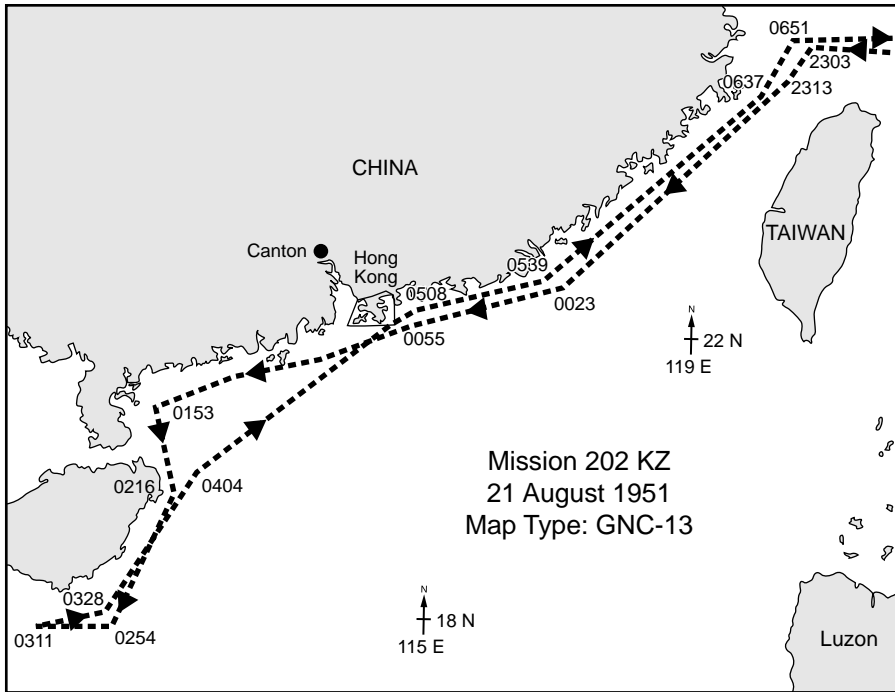 0651
2303
0637
2313
CHINA
TAIWAN
Canton
Hong
Kong
0539
0508
0023
0055
N
22 N
119 E
0153
Mission 202 KZ
21 August 1951
Map Type: GNC-13
0216
0404
0328
N
18 N
115 E
0311
0254
Luzon